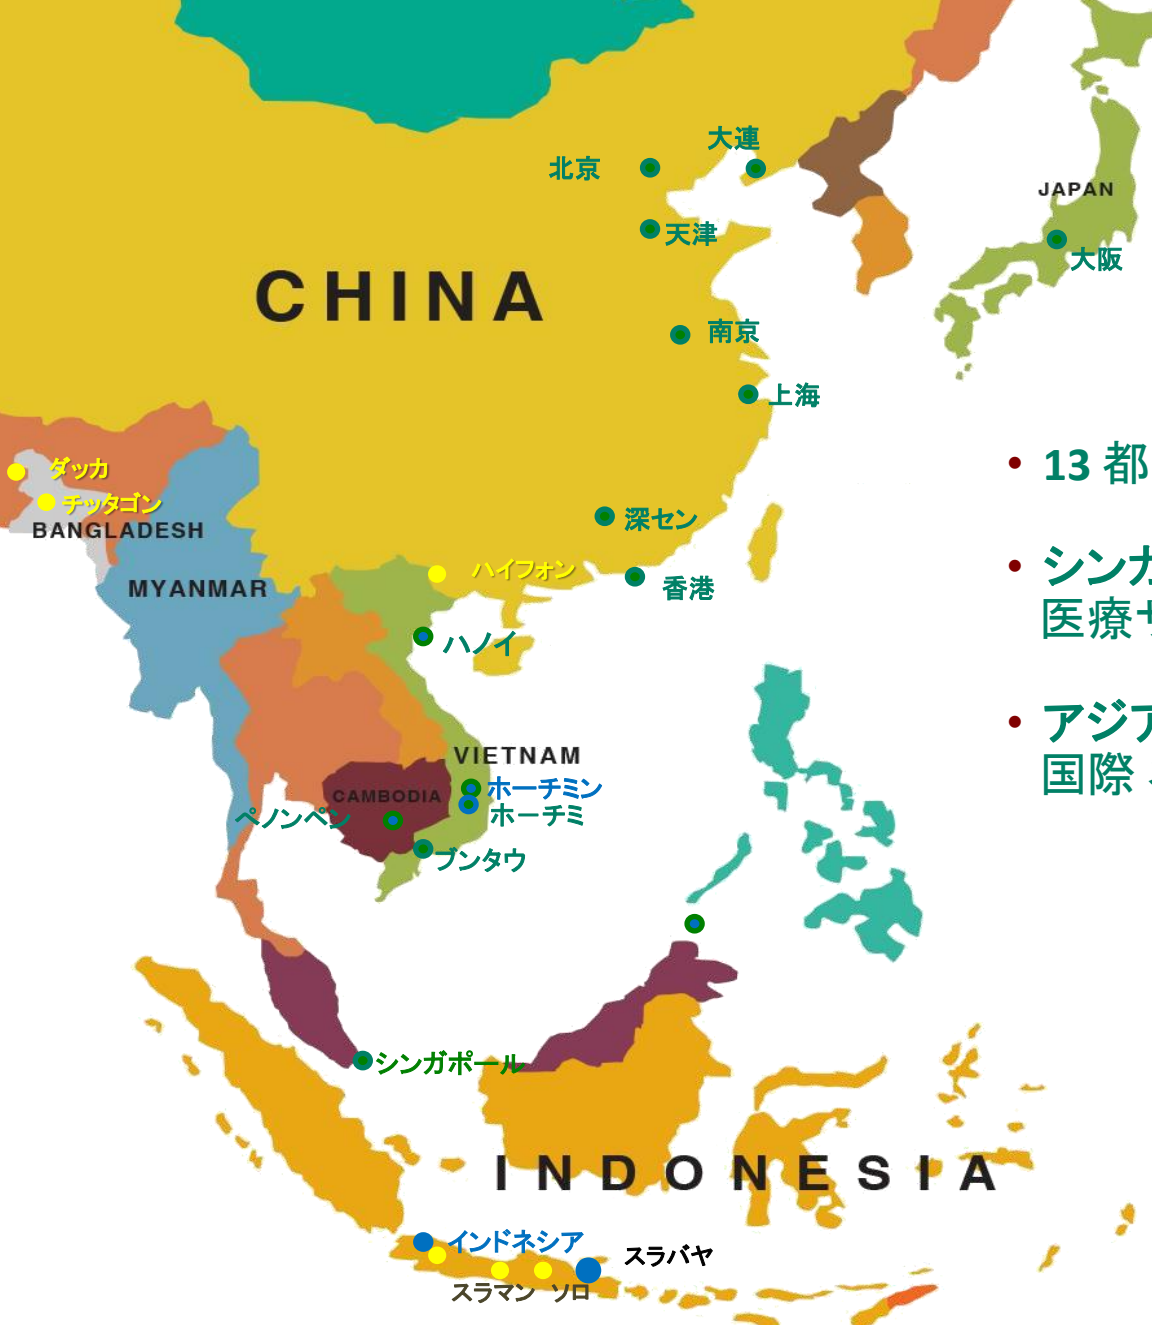 大連
北京
JAPAN
天津
大阪
CHINA
南京
上海
• 13 都
ダッカ
チッタゴン
深セン
BANGLADESH
• シンガ
ハイフォン
MYANMAR
香港
医療サ
ハノイ
• アジア
VIETNAM
国際
ホーチミン
CAMBODIA
ペノンペン
ホーチミ
ブンタウ
シンガポール
INDONESIA
インドネシア
スラバヤ
スラマン ソロ